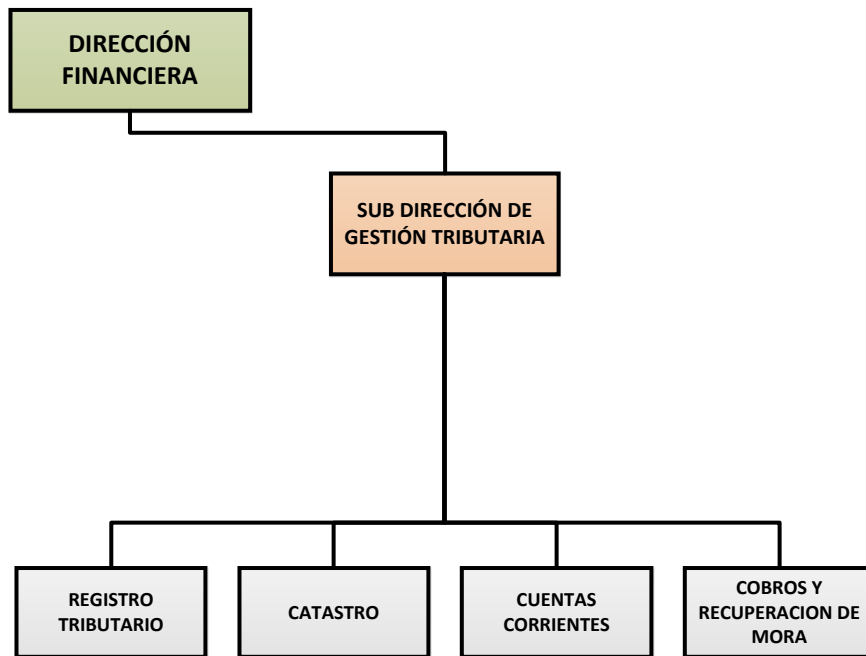 DIRECCIÓN
FINANCIERA
SUB DIRECCIÓN DE
GESTIÓN TRIBUTARIA
REGISTRO
TRIBUTARIO
CATASTRO
CUENTAS
CORRIENTES
COBROS Y
RECUPERACION DE
MORA